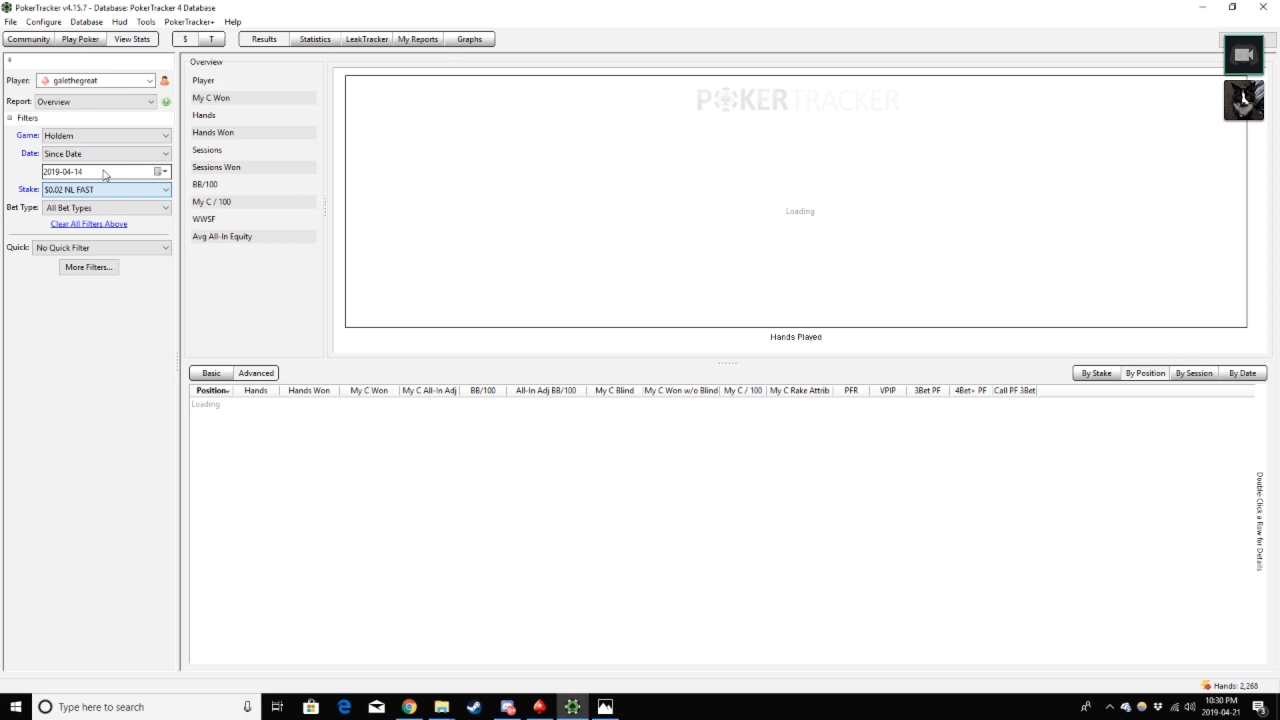 PokerTracker v4.15.7 - Database: PokerTracker 4 Database
File Configure Database Hud Tools PokerTracker+ Help
Community Play Poker View Stats $ T Results Statistics LeakTracker My Reports Graphs
4
Player: galethegreat
Report: Overview
Filters
Game: Holdem
Date: Since Date
2019-04-14
Stake: $0.02 NL FAST
Bet Type: All Bet Types
Clear All Filters Above
Quick: No Quick Filter
More Filters...
Overview
Player
My C Won
Hands
Hands Won
Sessions
Sessions Won
BB/100
My C / 100
WWSF
Avg All-In Equity
POKERTRACKER
Loading
Hands Played
Basic Advanced
By Stake By Position By Session By Date
Position Hands Hands Won My C Won My C All-In Adj BB/100 All-In Adj BB/100 My C Blind My C Won w/o Blind My C / 100 My C Rake Attrib PFR VPIP 3Bet PF 4Bet+ PF Call PF 3Bet
Loading
Double-Click a Row for Details
Hands: 2,268
Type here to search
10:30 PM
2019-04-21
3